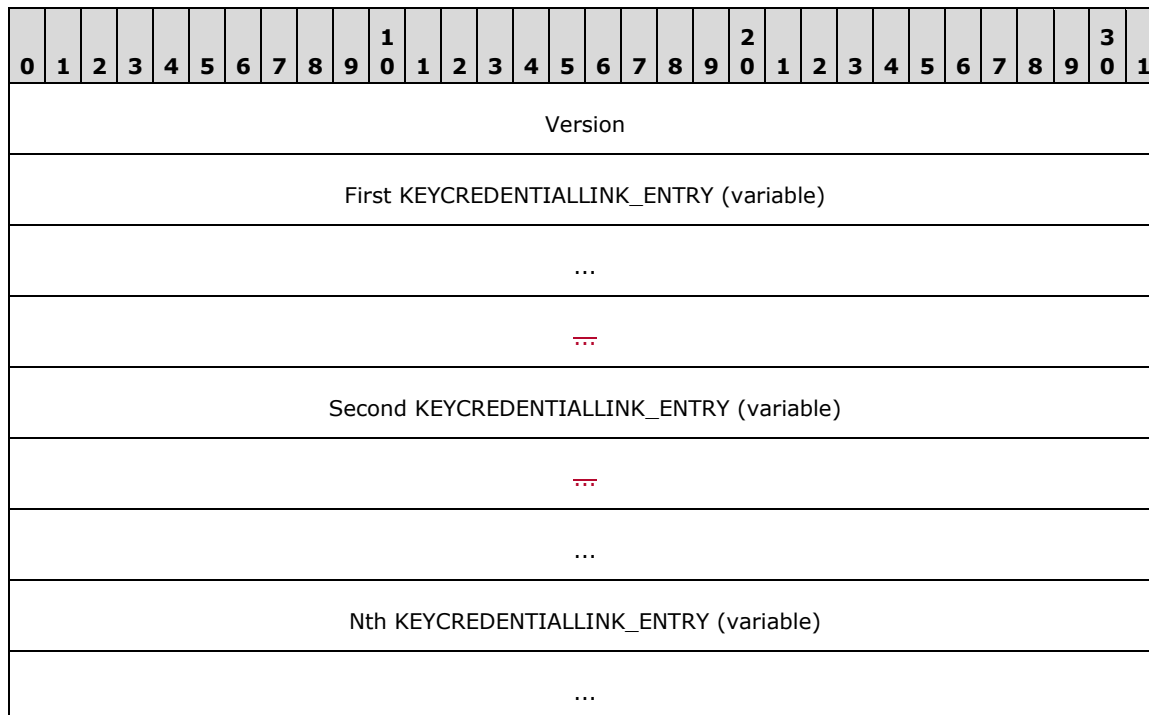 0 1 2 3 4 5 6 7 8 9 1 0 1 2 3 4 5 6 7 8 9 2 0 1 2 3 4 5 6 7 8 9 3 0 1
Version
First KEYCREDENTIALLINK_ENTRY (variable)
...
...
Second KEYCREDENTIALLINK_ENTRY (variable)
...
...
Nth KEYCREDENTIALLINK_ENTRY (variable)
...